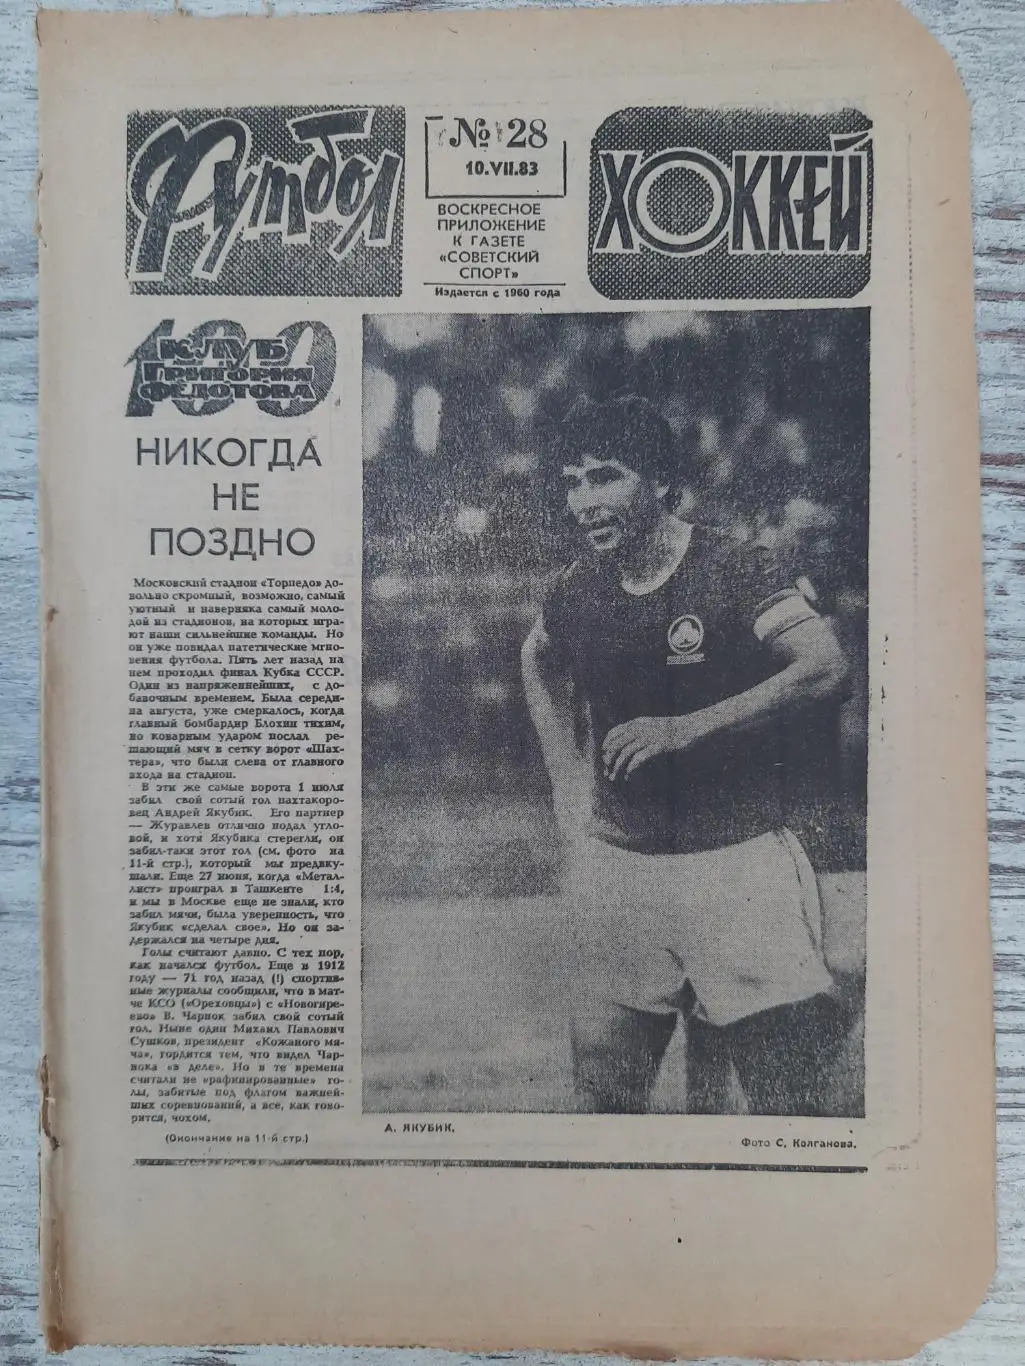 Футбол
№ 28
10.VII.83
ВОСКРЕСНОЕ
ПРИЛОЖЕНИЕ
К ГАЗЕТЕ
«СОВЕТСКИЙ
СПОРТ»
Издается с 1960 года
ХОККЕЙ
100
КЛУБ
ГРИГОРИЯ
ФЕДОТОВА
НИКОГДА
НЕ
ПОЗДНО
Московский стадион «Торпедо» до-
вольно скромный, возможно, самый
уютный и наверняка самый моло-
дой из стадионов, на которых игра-
ют наши сильнейшие команды. Но
он уже повидал патетические мгно-
вения футбола. Пять лет назад на
нем проходил финал Кубка СССР.
Один из напряженнейших, с до-
бавочным временем. Была середи-
на августа, уже смеркалось, когда
главный бомбардир Блохин тихим,
но коварным ударом послал ре-
шающий мяч в сетку ворот «Шах-
тера», что были слева от главного
входа на стадион.
В эти же самые ворота 1 июля
забил свой сотый гол пахтакоро-
вец Андрей Якубик. Его партнер
— Журавлев отлично подал угло-
вой, и хотя Якубика стерегли, он
забил-таки этот гол (см. фото на
11-й стр.), который мы предвку-
шали. Еще 27 июня, когда «Метал-
лист» проиграл в Ташкенте 1:4,
и мы в Москве еще не знали, кто
забил мячи, была уверенность, что
Якубик «сделал свое». Но он за-
держался на четыре дня.
Голы считают давно. С тех пор,
как начался футбол. Еще в 1912
году — 71 год назад (!) спортив-
ные журналы сообщили, что в мат-
че КСО («Ореховцы») с «Новогире-
ево» В. Чарнок забил свой сотый
гол. Ныне один Михаил Павлович
Сушков, президент «Кожаного мя-
ча», гордится тем, что видел Чар-
нока «в деле». Но в те времена
считали не «рафинированные» го-
лы, забитые под флагом важней-
ших соревнований, а все, как гово-
рится, чохом.
(Окончание на 11-й стр.)
А. ЯКУБИК.
Фото С. Колганова.